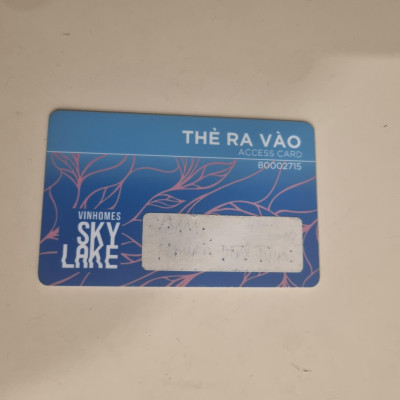 THẺ RA VÀO
ACCESS CARD
80002715
VINHOMES
SKY
LAKE